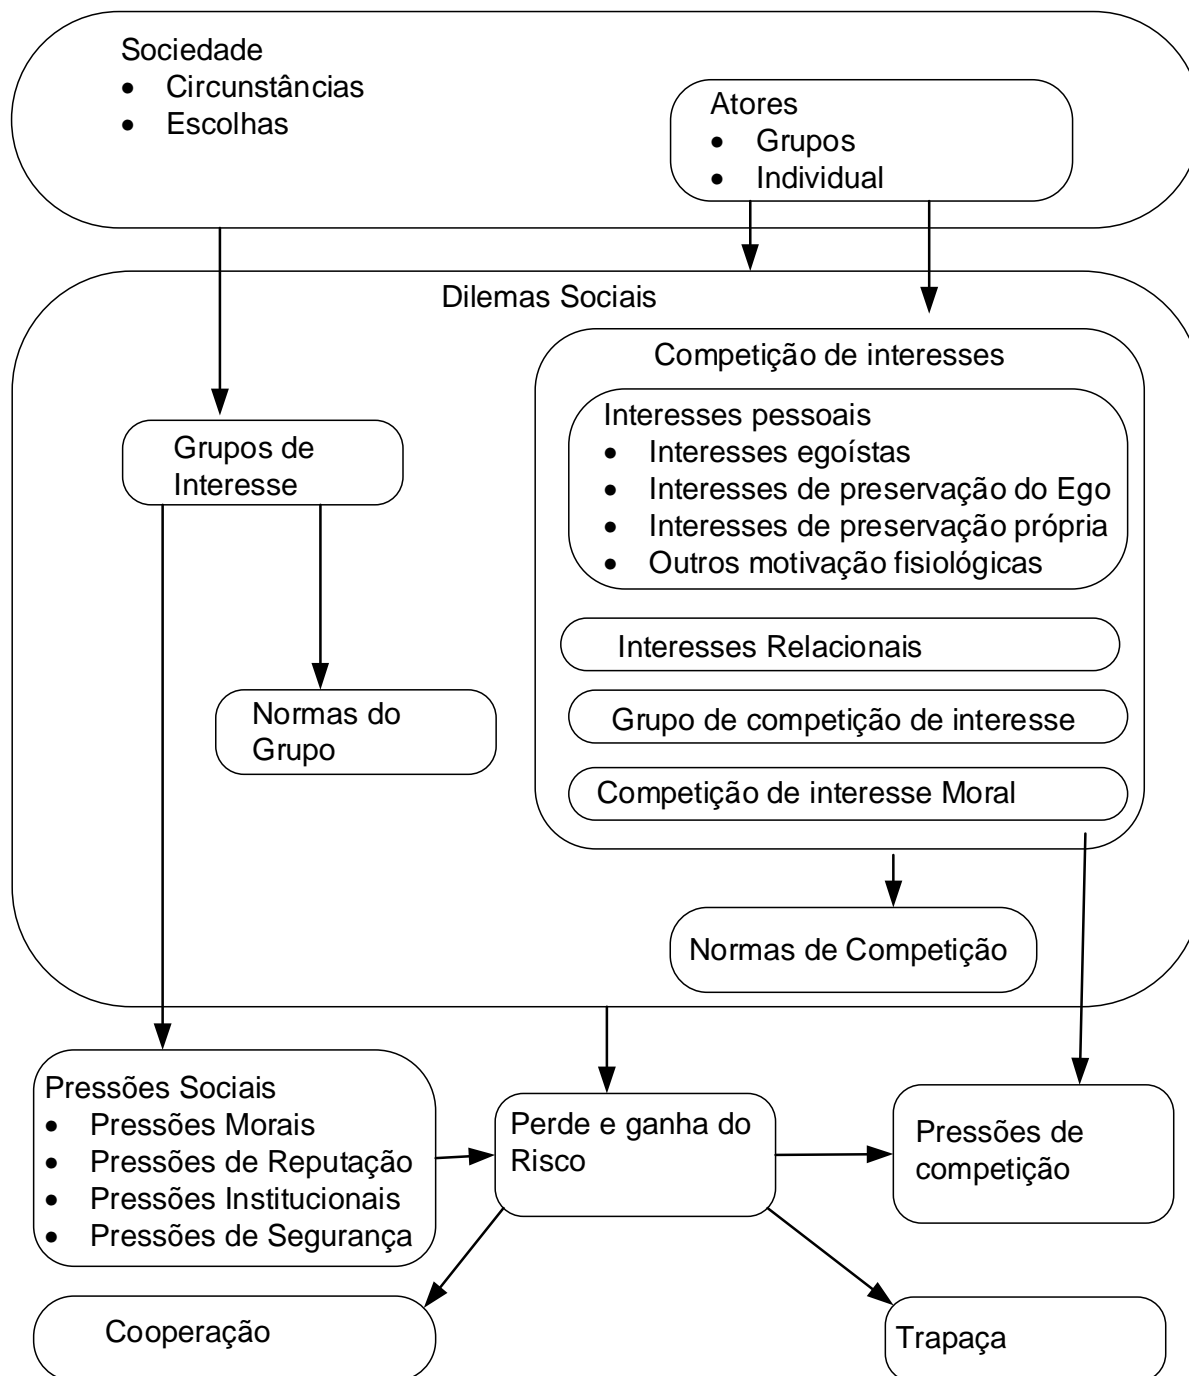 Sociedade
• Circunstâncias
• Escolhas
Atores
• Grupos
• Individual
Dilemas Sociais
Competição de interesses
Interesses pessoais
• Interesses egoístas
• Interesses de preservação do Ego
• Interesses de preservação própria
• Outros motivação fisiológicas
Grupos de
Interesse
Interesses Relacionais
Normas do
Grupo
Grupo de competição de interesse
Competição de interesse Moral
Normas de Competição
Pressões Sociais
• Pressões Morais
• Pressões de Reputação
• Pressões Institucionais
• Pressões de Segurança
Perde e ganha do
Risco
Pressões de
competição
Cooperação
Trapaça